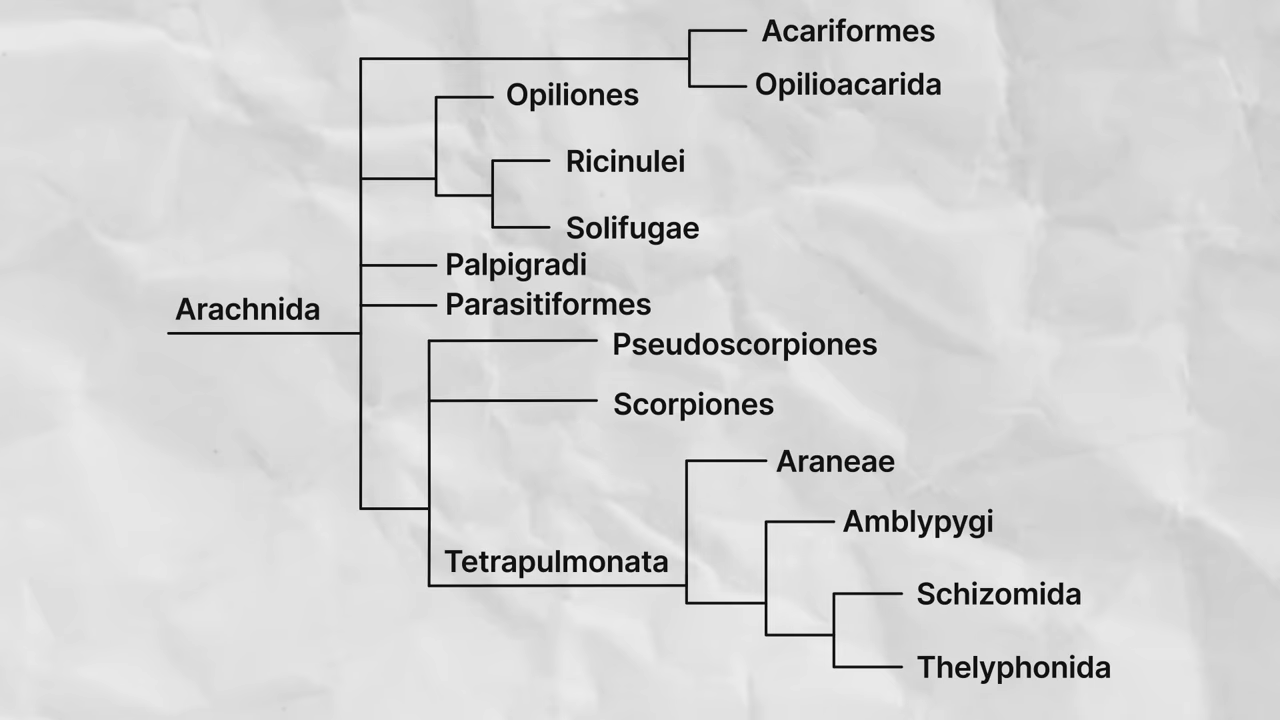 Acariformes
Opilioacarida
Opiliones
Ricinulei
Solifugae
Palpigradi
Parasitiformes
Arachnida
Pseudoscorpiones
Scorpiones
Araneae
Amblypygi
Tetrapulmonata
Schizomida
Thelyphonida